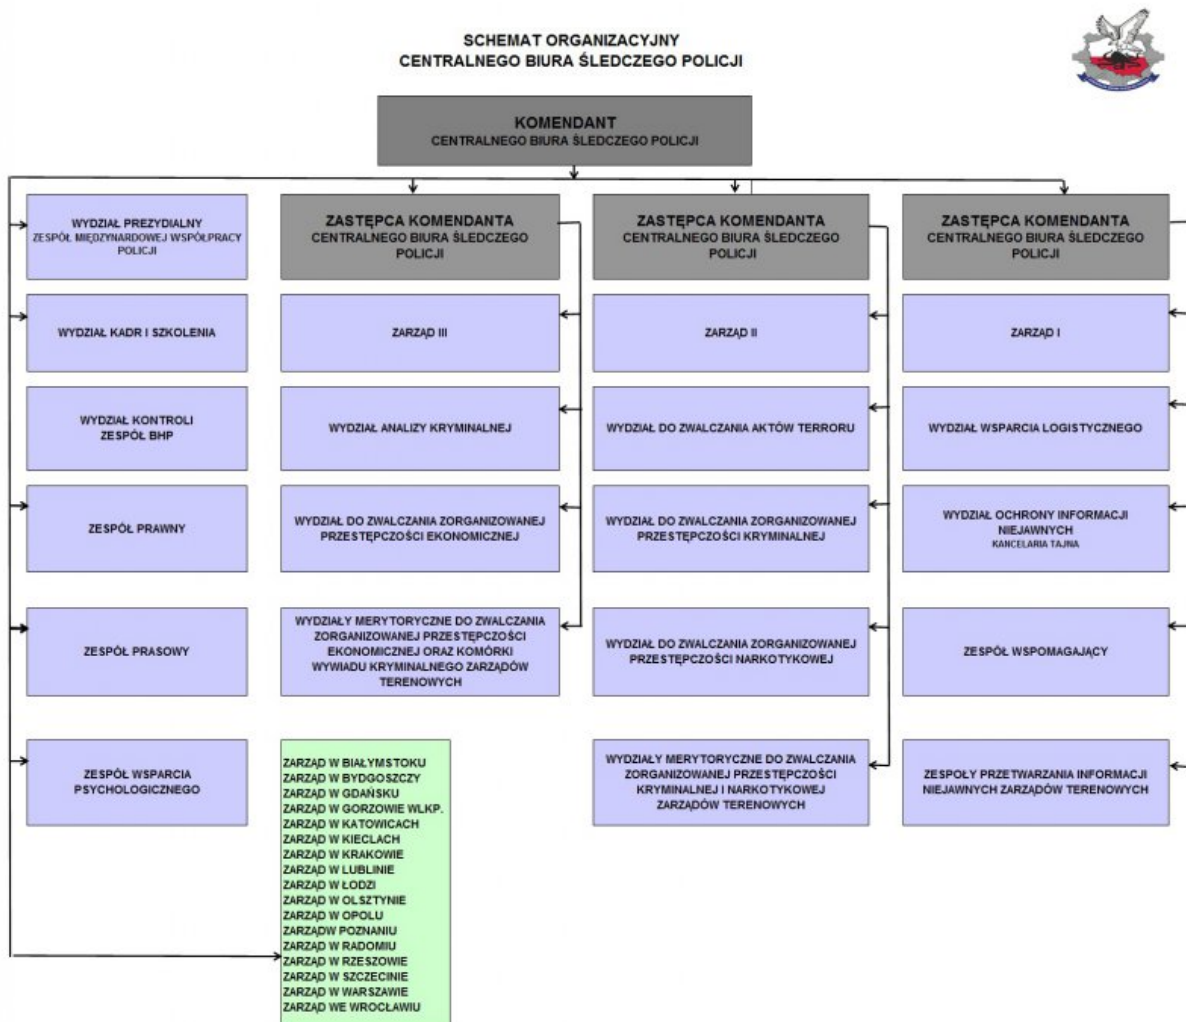 SCHEMAT ORGANIZACYJNY
CENTRALNEGO BIURA ŚLEDCZEGO POLICJI
KOMENDANT
CENTRALNEGO BIURA ŚLEDCZEGO POLICJI
WYDZIAŁ PREZYDIALNY
ZESPÓŁ MIĘDZYNARDOWEJ WSPÓŁPRACY
POLICJI
WYDZIAŁ KADR I SZKOLENIA
WYDZIAŁ KONTROLI
ZESPÓŁ BHP
ZESPÓŁ PRAWNY
ZESPÓŁ PRASOWY
ZESPÓŁ WSPARCIA
PSYCHOLOGICZNEGO
ZASTĘPCA KOMENDANTA
CENTRALNEGO BIURA ŚLEDCZEGO
POLICJI
ZARZĄD III
WYDZIAŁ ANALIZY KRYMINALNEJ
WYDZIAŁ DO ZWALCZANIA ZORGANIZOWANEJ
PRZESTĘPCZOŚCI EKONOMICZNEJ
WYDZIAŁY MERYTORYCZNE DO ZWALCZANIA
ZORGANIZOWANEJ PRZESTĘPCZOŚCI
EKONOMICZNEJ ORAZ KOMÓRKI
WYWIADU KRYMINALNEGO ZARZĄDÓW
TERENOWYCH
ZARZĄD W BIAŁYMSTOKU
ZARZĄD W BYDGOSZCZY
ZARZĄD W GDAŃSKU
ZARZĄD W GORZOWIE WLKP.
ZARZĄD W KATOWICACH
ZARZĄD W KIECLACH
ZARZĄD W KRAKOWIE
ZARZĄD W LUBLINIE
ZARZĄD W ŁODZI
ZARZĄD W OLSZTYNIE
ZARZĄD W OPOLU
ZARZĄDW POZNANIU
ZARZĄD W RADOMIU
ZARZĄD W RZESZOWIE
ZARZĄD W SZCZECINIE
ZARZĄD W WARSZAWIE
ZARZĄD WE WROCŁAWIU
ZASTĘPCA KOMENDANTA
CENTRALNEGO BIURA ŚLEDCZEGO
POLICJI
ZARZĄD II
WYDZIAŁ DO ZWALCZANIA AKTÓW TERRORU
WYDZIAŁ DO ZWALCZANIA ZORGANIZOWANEJ
PRZESTĘPCZOŚCI KRYMINALNEJ
WYDZIAŁ DO ZWALCZANIA ZORGANIZOWANEJ
PRZESTĘPCZOŚCI NARKOTYKOWEJ
WYDZIAŁY MERYTORYCZNE DO ZWALCZANIA
ZORGANIZOWANEJ PRZESTĘPCZOŚCI
KRYMINALNEJ I NARKOTYKOWEJ
ZARZĄDÓW TERENOWYCH
ZASTĘPCA KOMENDANTA
CENTRALNEGO BIURA ŚLEDCZEGO
POLICJI
ZARZĄD I
WYDZIAŁ WSPARCIA LOGISTYCZNEGO
WYDZIAŁ OCHRONY INFORMACJI
NIEJAWNYCH
KANCELARIA TAJNA
ZESPÓŁ WSPOMAGAJĄCY
ZESPOŁY PRZETWARZANIA INFORMACJI
NIEJAWNYCH ZARZĄDÓW TERENOWYCH